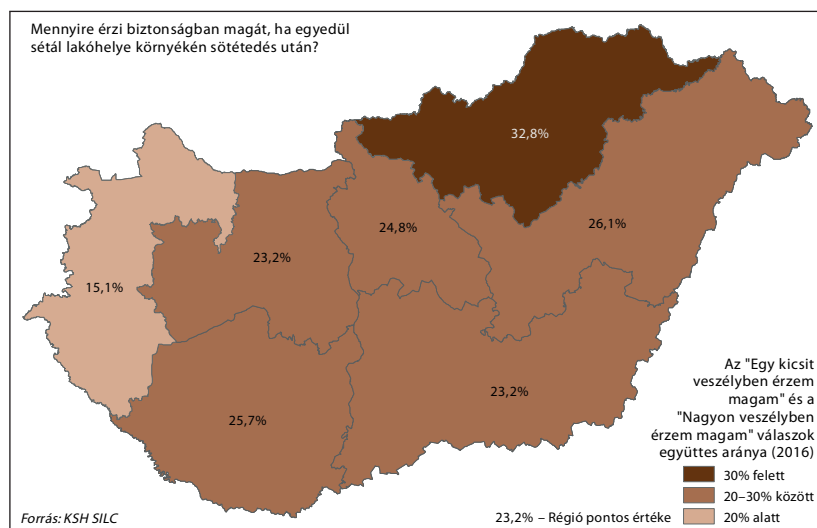 Mennyire érzi biztonságban magát, ha egyedül
sétál lakóhelye környékén sötétedés után?
32,8%
24,8%
26,1%
23,2%
15,1%
25,7%
23,2%
Az "Egy kicsit
veszélyben érzem
magam" és a
"Nagyon veszélyben
érzem magam" válaszok
együttes aránya (2016)
30% felett
20–30% között
20% alatt
23,2% – Régió pontos értéke
Forrás: KSH SILC